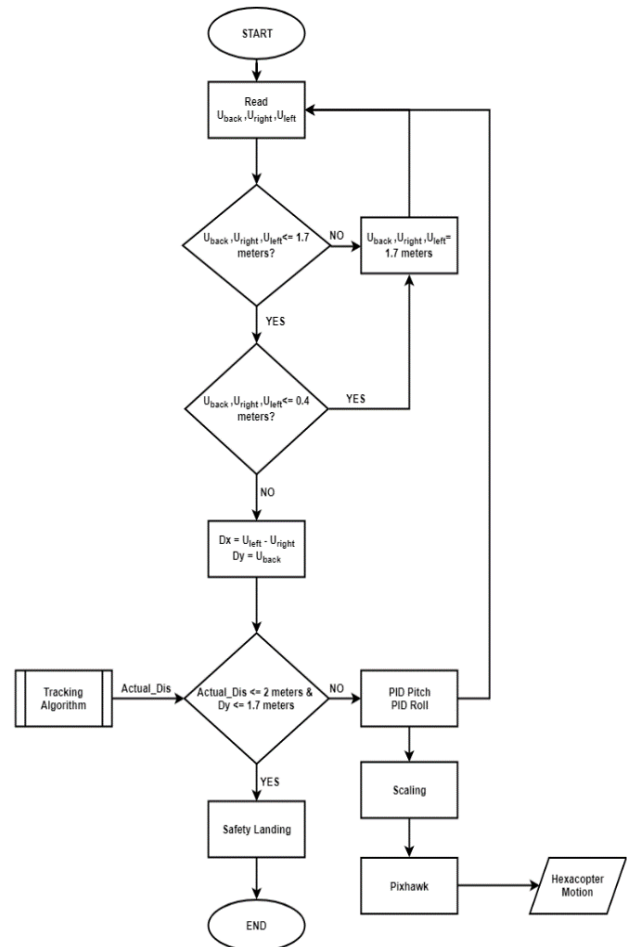 START
Read
Uback ,Uright ,Uleft
Uback ,Uright ,Uleft<= 1.7
meters?
NO
Uback ,Uright ,Uleft=
1.7 meters
YES
Uback ,Uright ,Uleft<= 0.4
meters?
YES
NO
Dx = Uleft - Uright
Dy = Uback
Tracking
Algorithm
Actual_Dis
Actual_Dis <= 2 meters &
Dy <= 1.7 meters
NO
PID Pitch
PID Roll
YES
Scaling
Safety Landing
Pixhawk
Hexacopter
Motion
END